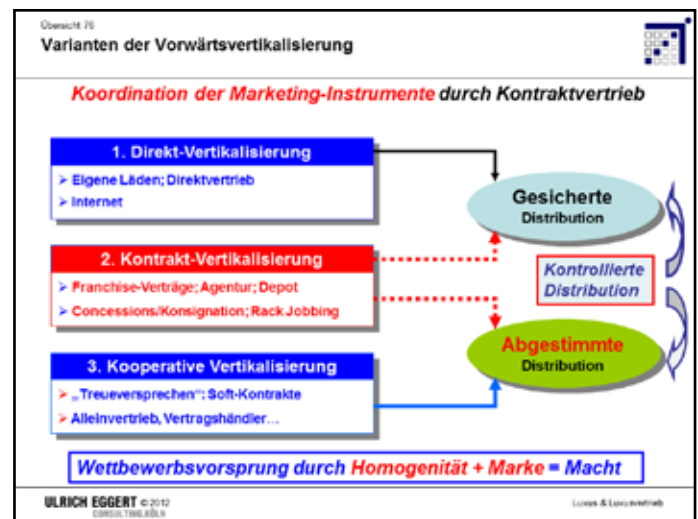 Übersicht 76
Varianten der Vorwärtsvertikalisierung
Koordination der Marketing-Instrumente durch Kontraktvertrieb
1. Direkt-Vertikalisierung
➢ Eigene Läden; Direktvertrieb
➢ Internet
2. Kontrakt-Vertikalisierung
➢ Franchise-Verträge; Agentur; Depot
➢ Concessions/Konsignation; Rack Jobbing
3. Kooperative Vertikalisierung
➢ „Treueversprechen“: Soft-Kontrakte
➢ Alleinvertrieb, Vertragshändler…
Gesicherte
Distribution
Kontrollierte
Distribution
Abgestimmte
Distribution
Wettbewerbsvorsprung durch Homogenität + Marke = Macht
ULRICH EGGERT ©2012
CONSULTING.KÖLN
Luxus & Luxusvertrieb